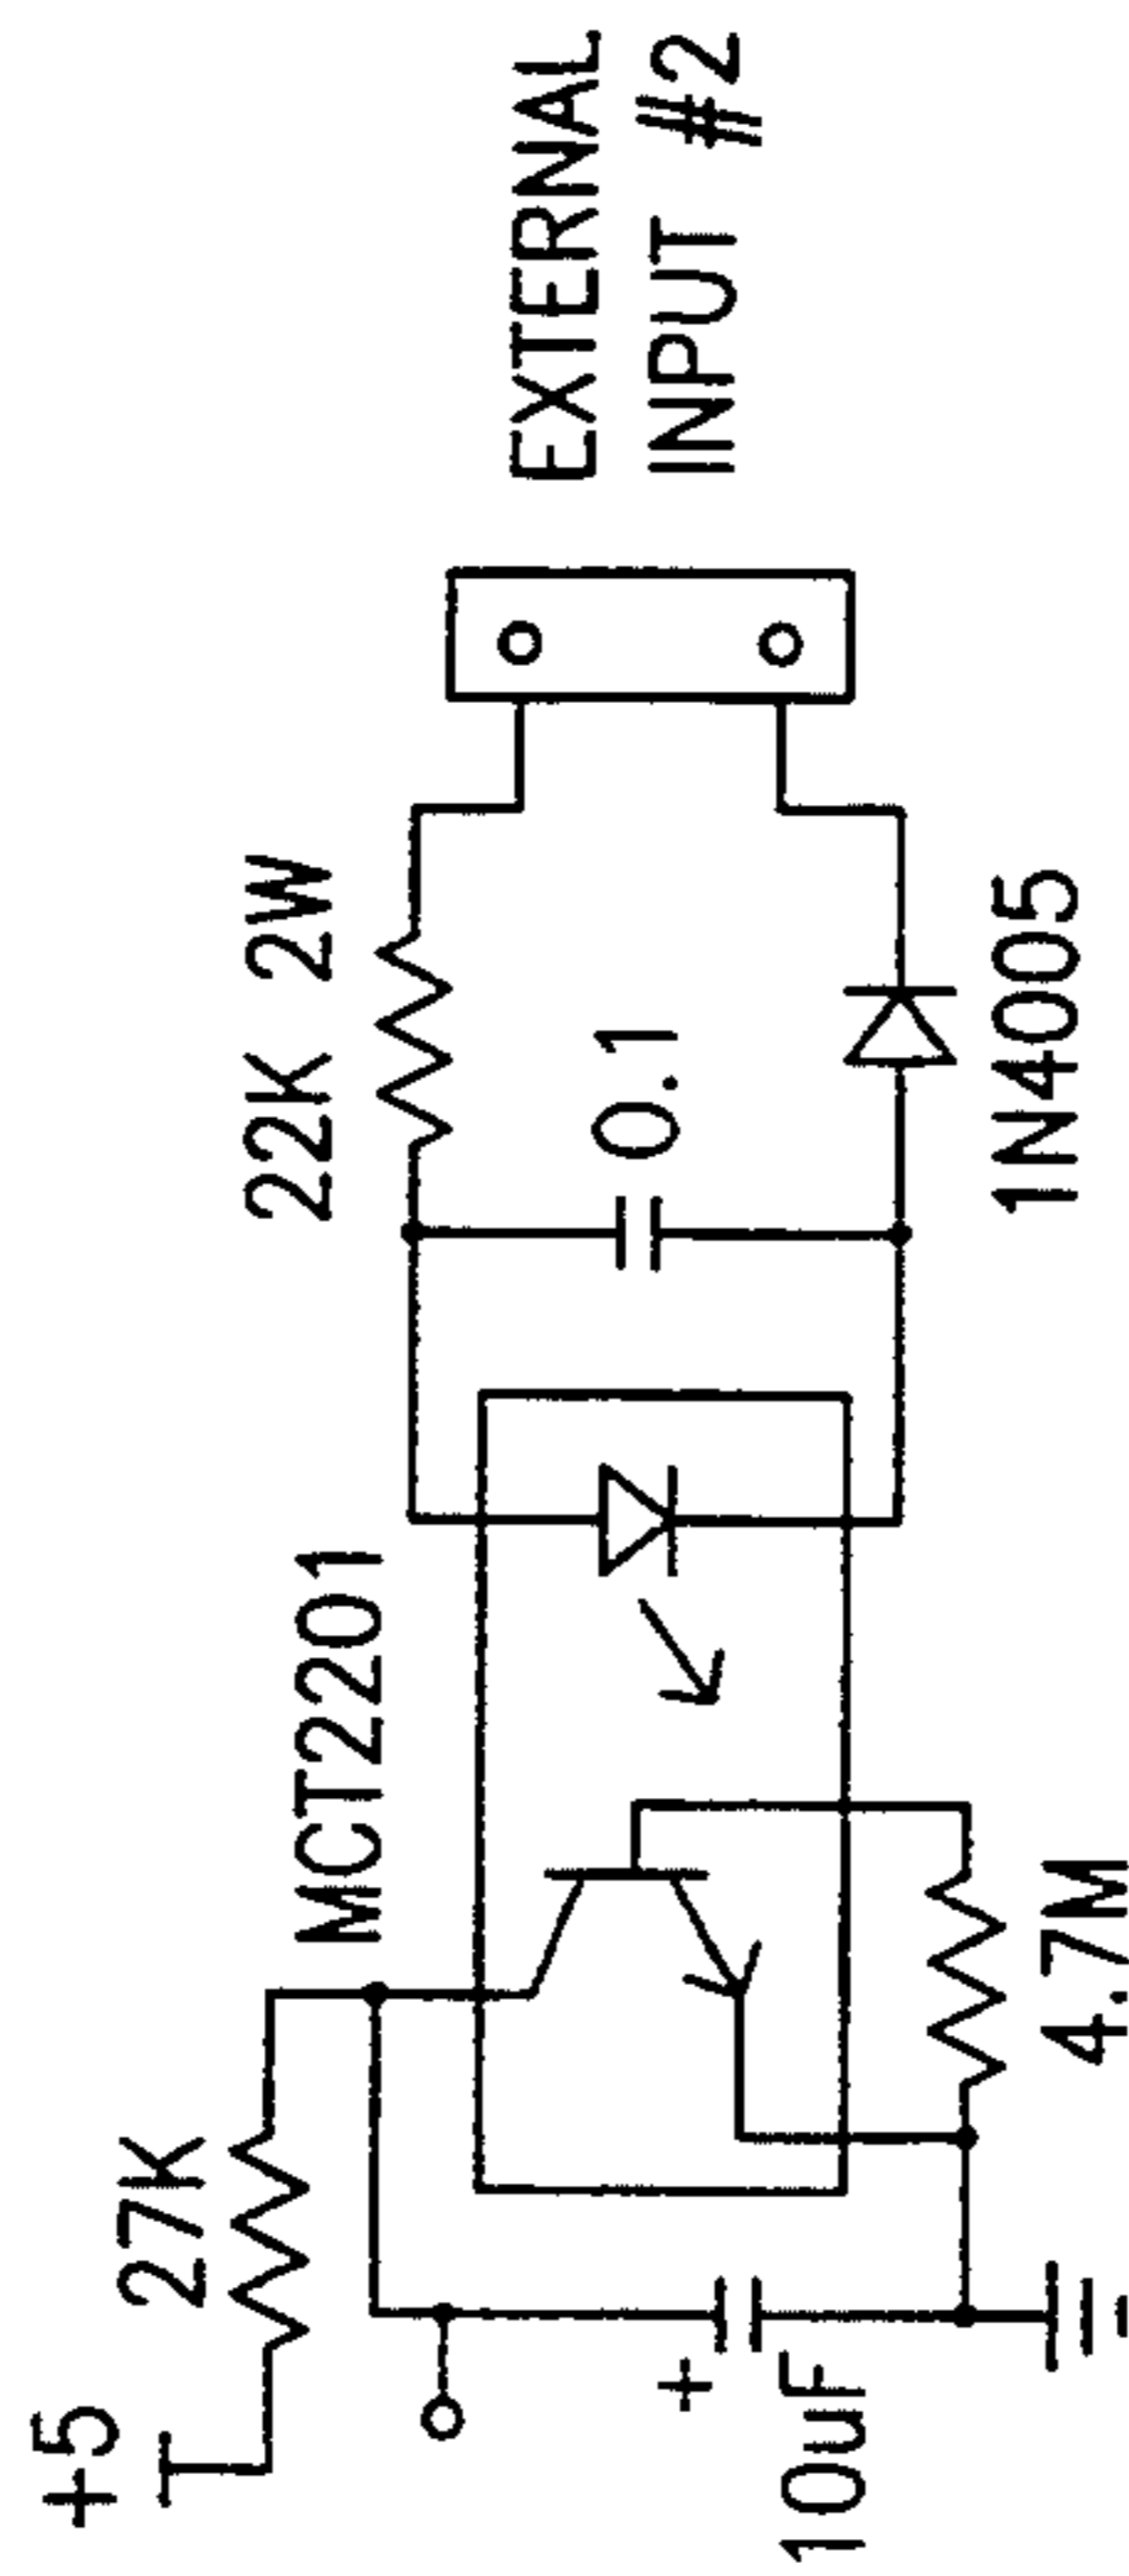 +5
27K
10uF
+
MCT2201
4.7M
22K 2W
0.1
1N4005
EXTERNAL
INPUT #2